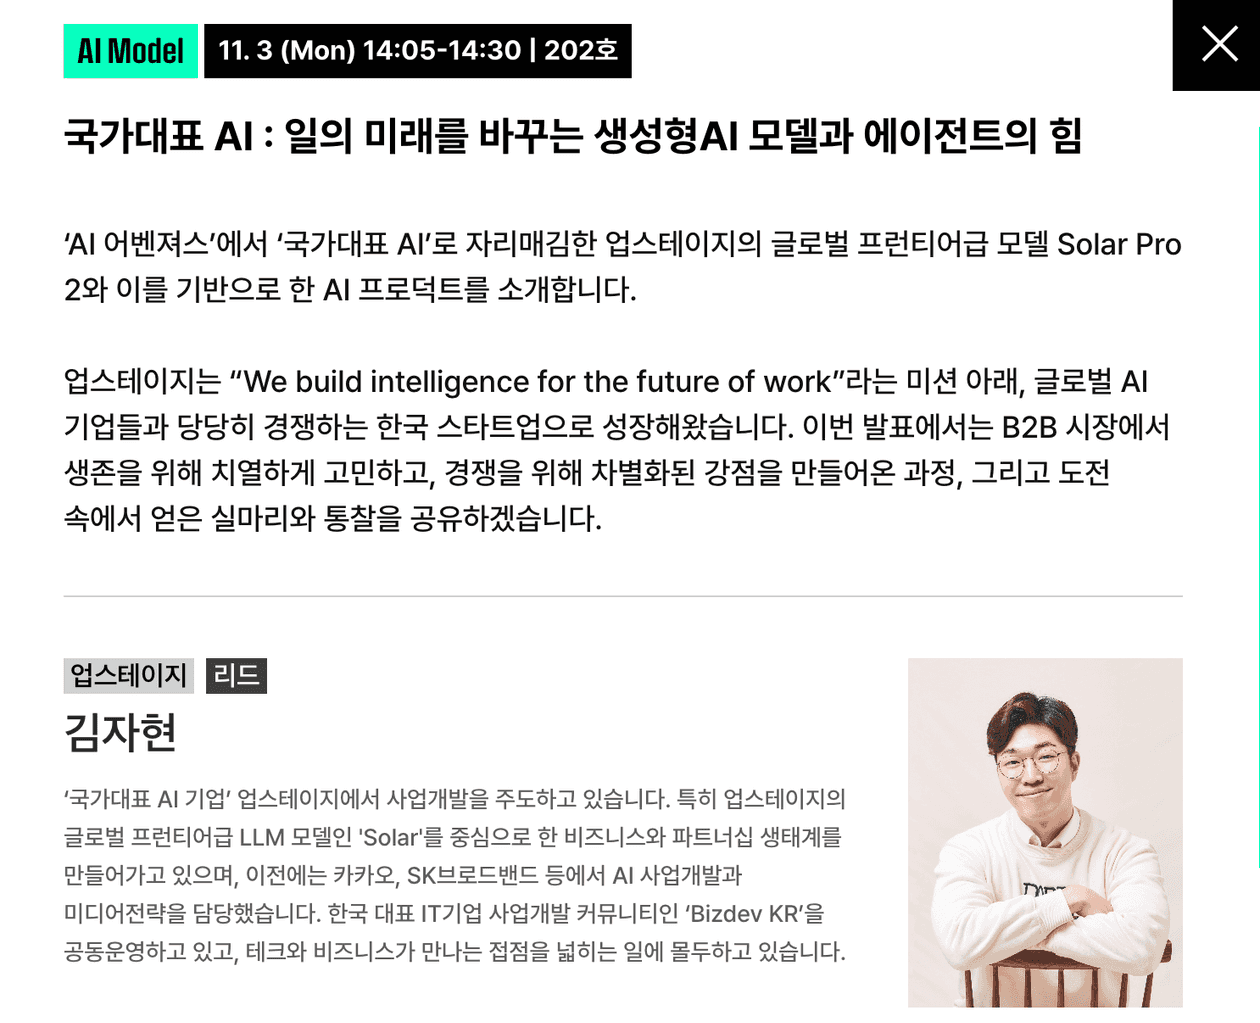 AI Model
11. 3 (Mon) 14:05-14:30 | 202호
국가대표 AI : 일의 미래를 바꾸는 생성형AI 모델과 에이전트의 힘
‘AI 어벤져스’에서 ‘국가대표 AI’로 자리매김한 업스테이지의 글로벌 프런티어급 모델 Solar Pro
2와 이를 기반으로 한 AI 프로덕트를 소개합니다.
업스테이지는 “We build intelligence for the future of work”라는 미션 아래, 글로벌 AI
기업들과 당당히 경쟁하는 한국 스타트업으로 성장해왔습니다. 이번 발표에서는 B2B 시장에서
생존을 위해 치열하게 고민하고, 경쟁을 위해 차별화된 강점을 만들어온 과정, 그리고 도전
속에서 얻은 실마리와 통찰을 공유하겠습니다.
업스테이지
리드
김자현
‘국가대표 AI 기업’ 업스테이지에서 사업개발을 주도하고 있습니다. 특히 업스테이지의
글로벌 프런티어급 LLM 모델인 'Solar'를 중심으로 한 비즈니스와 파트너십 생태계를
만들어가고 있으며, 이전에는 카카오, SK브로드밴드 등에서 AI 사업개발과
미디어전략을 담당했습니다. 한국 대표 IT기업 사업개발 커뮤니티인 ‘Bizdev KR’을
공동운영하고 있고, 테크와 비즈니스가 만나는 접점을 넓히는 일에 몰두하고 있습니다.